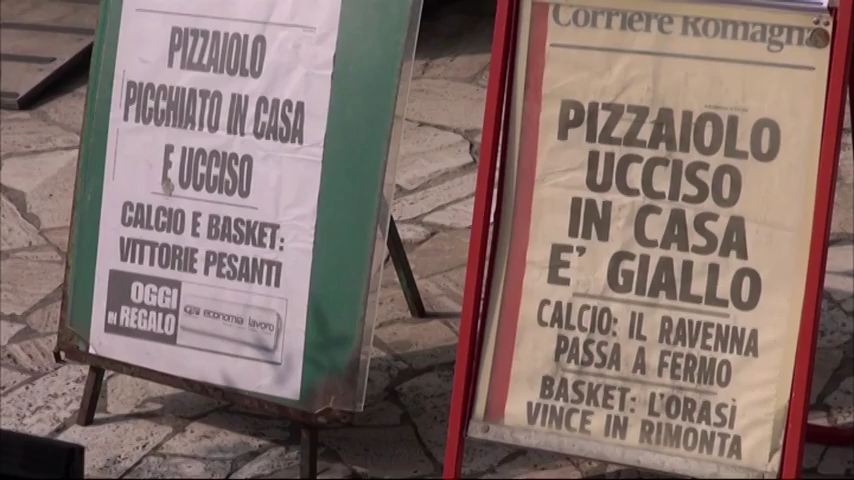 PIZZAIOLO
PICCHIATO IN CASA
E UCCISO
CALCIO E BASKET:
VITTORIE PESANTI
OGGI
IN REGALO
economia lavoro
Corriere Romagna
PIZZAIOLO
UCCISO
IN CASA
E' GIALLO
CALCIO: IL RAVENNA
PASSA A FERMO
BASKET: L'ORASÌ
VINCE IN RIMONTA